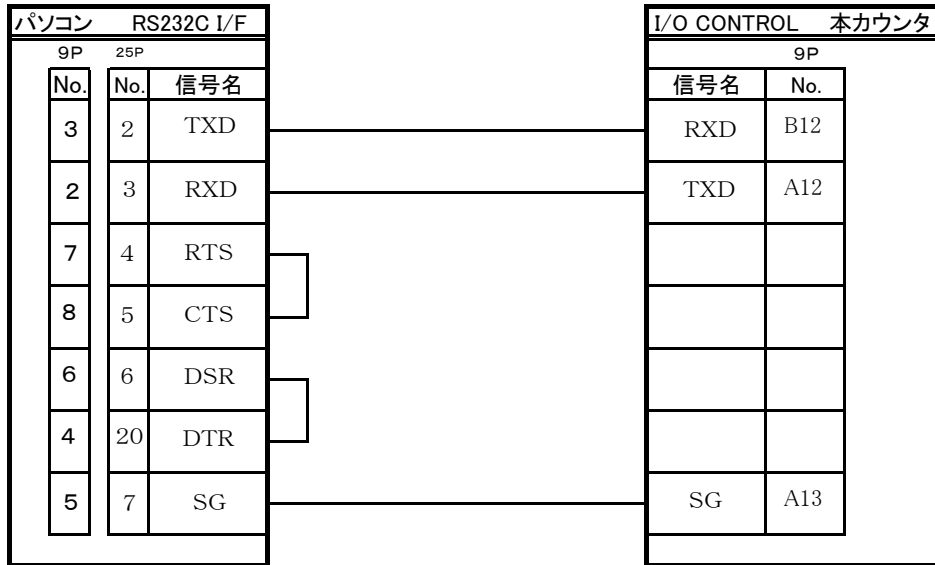 パソコン RS232C I/F
9P 25P
No. No. 信号名
3 2 TXD
2 3 RXD
7 4 RTS
8 5 CTS
6 6 DSR
4 20 DTR
5 7 SG
I/O CONTROL 本カウンタ
9P
信号名 No.
RXD B12
TXD A12
SG A13